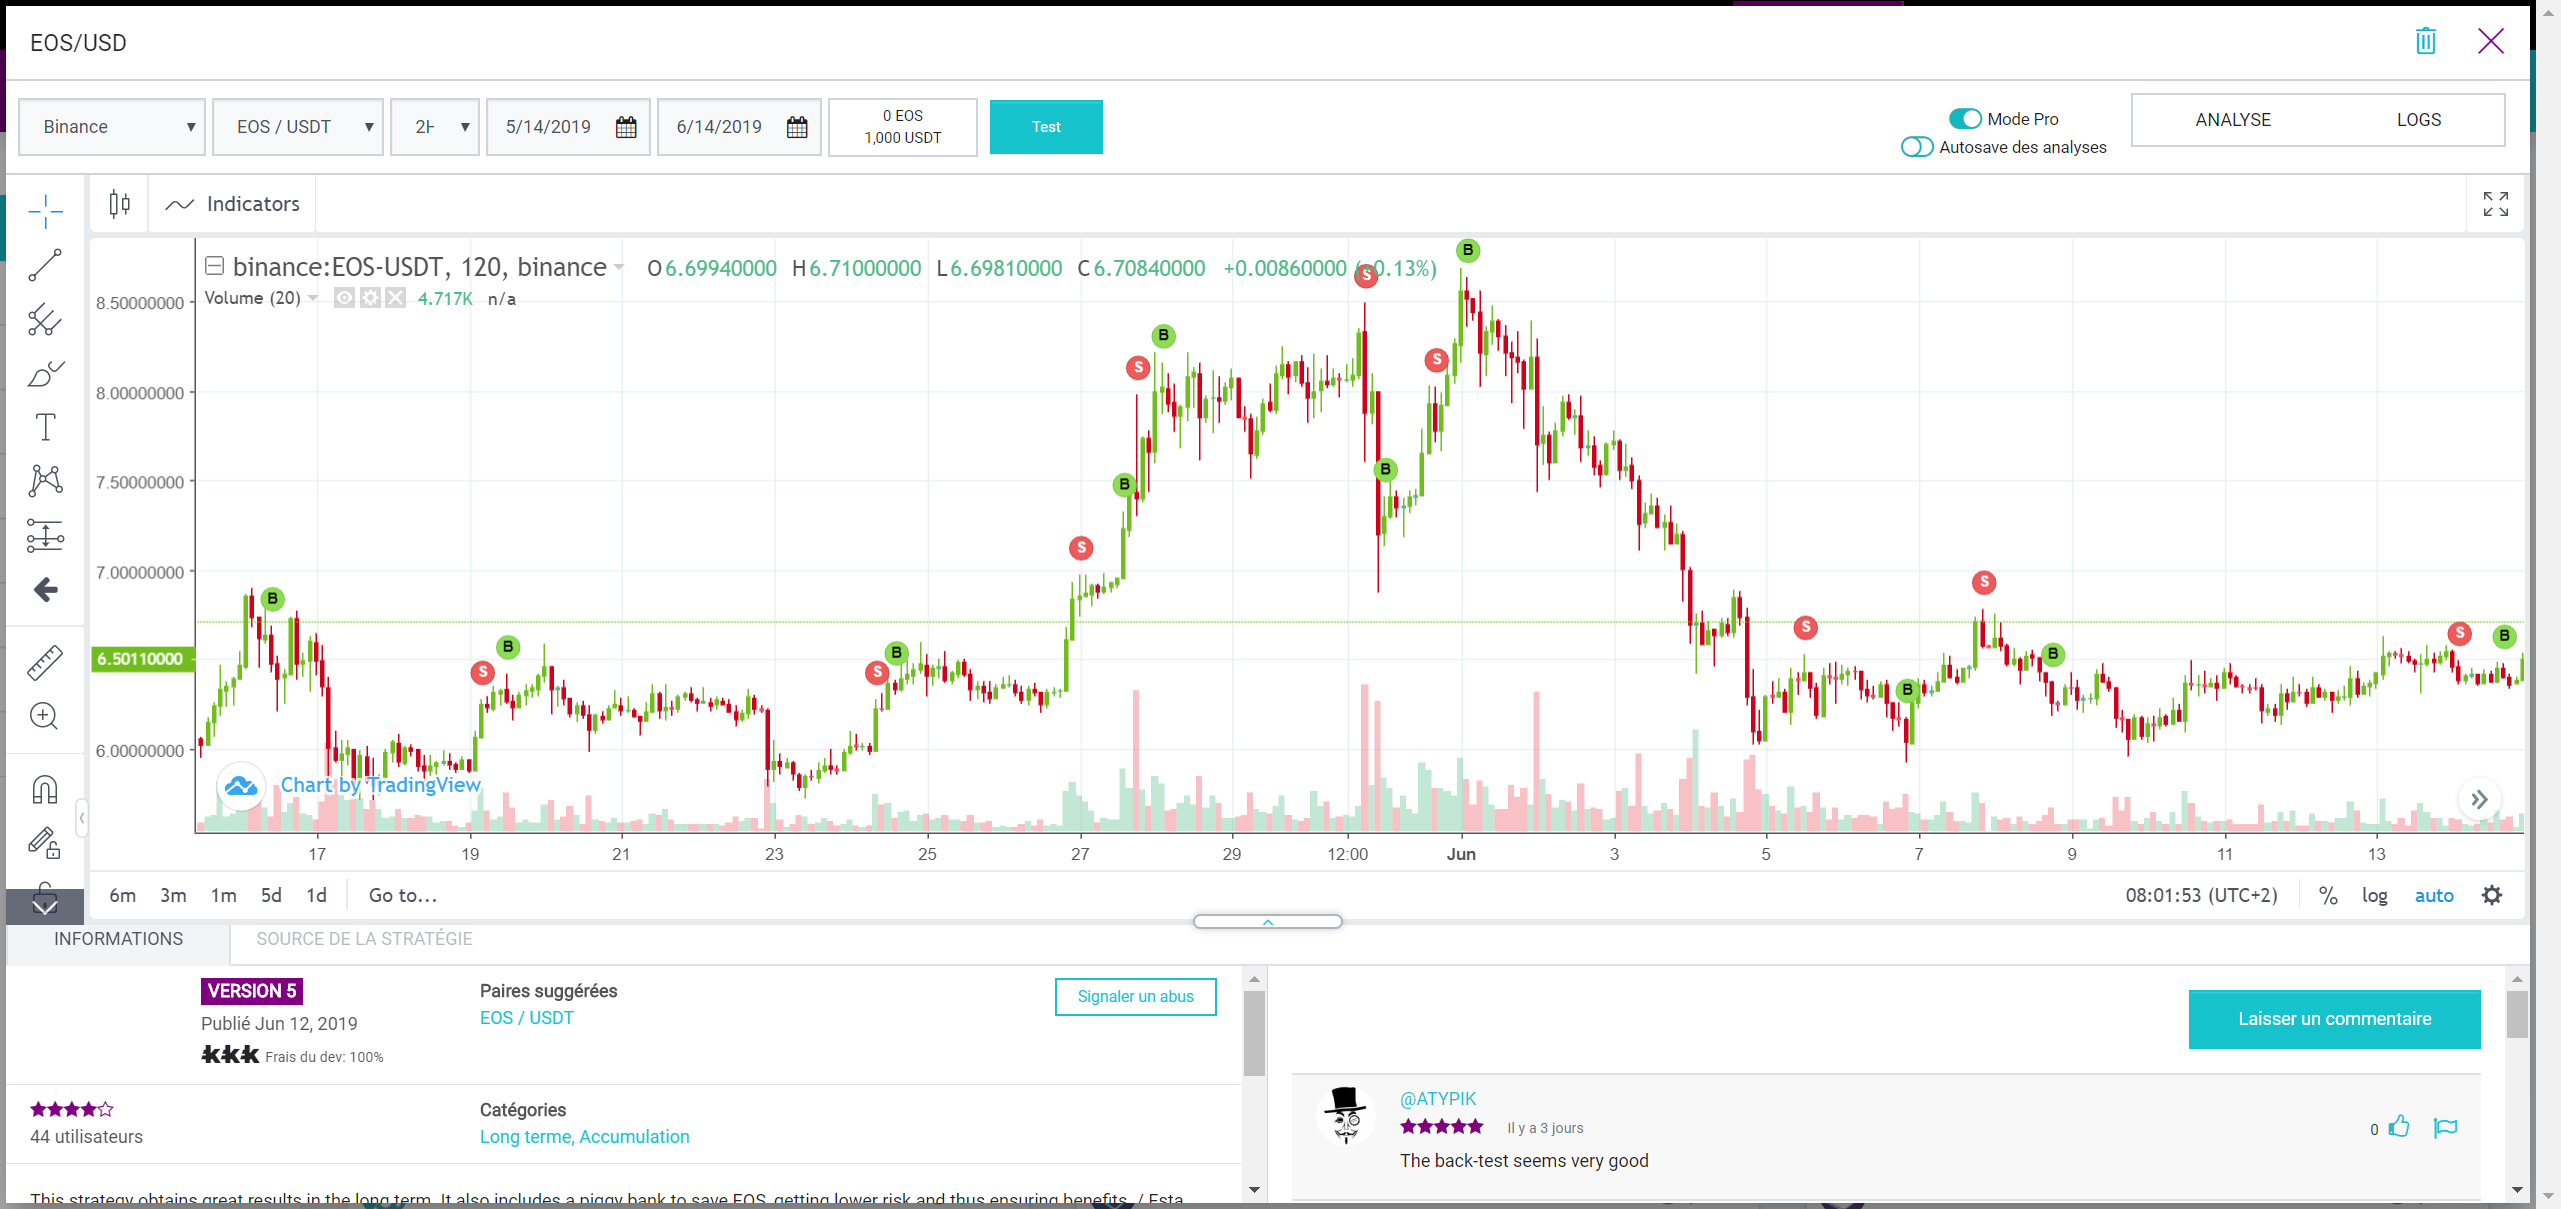 EOS/USD
Binance
EOS / USDT
2H
5/14/2019
6/14/2019
0 EOS
1,000 USDT
Test
Mode Pro
Autosave des analyses
ANALYSE
LOGS
Indicators
binance:EOS-USDT, 120, binance
O6.69940000 H6.71000000 L6.69810000 C6.70840000 +0.00860000 (+0.13%)
Volume (20) 4.717K n/a
8.50000000
8.00000000
7.50000000
7.00000000
6.50110000
6.00000000
B
S
B
S
B
S
B
S
B
S
B
S
B
S
B
S
B
S
B
Chart by TradingView
17 19 21 23 25 27 29 12:00 Jun 3 5 7 9 11 13
6m 3m 1m 5d 1d Go to...
08:01:53 (UTC+2) % log auto
INFORMATIONS
SOURCE DE LA STRATÉGIE
VERSION 5
Publié Jun 12, 2019
Frais du dev: 100%
Paires suggérées
EOS / USDT
Signaler un abus
44 utilisateurs
Catégories
Long terme, Accumulation
This strategy obtains great results in the long term. It also includes a piggy bank to save EOS, getting lower risk and thus ensuring benefits. / Esta
Laisser un commentaire
@ATYPIK
Il y a 3 jours
0
The back-test seems very good